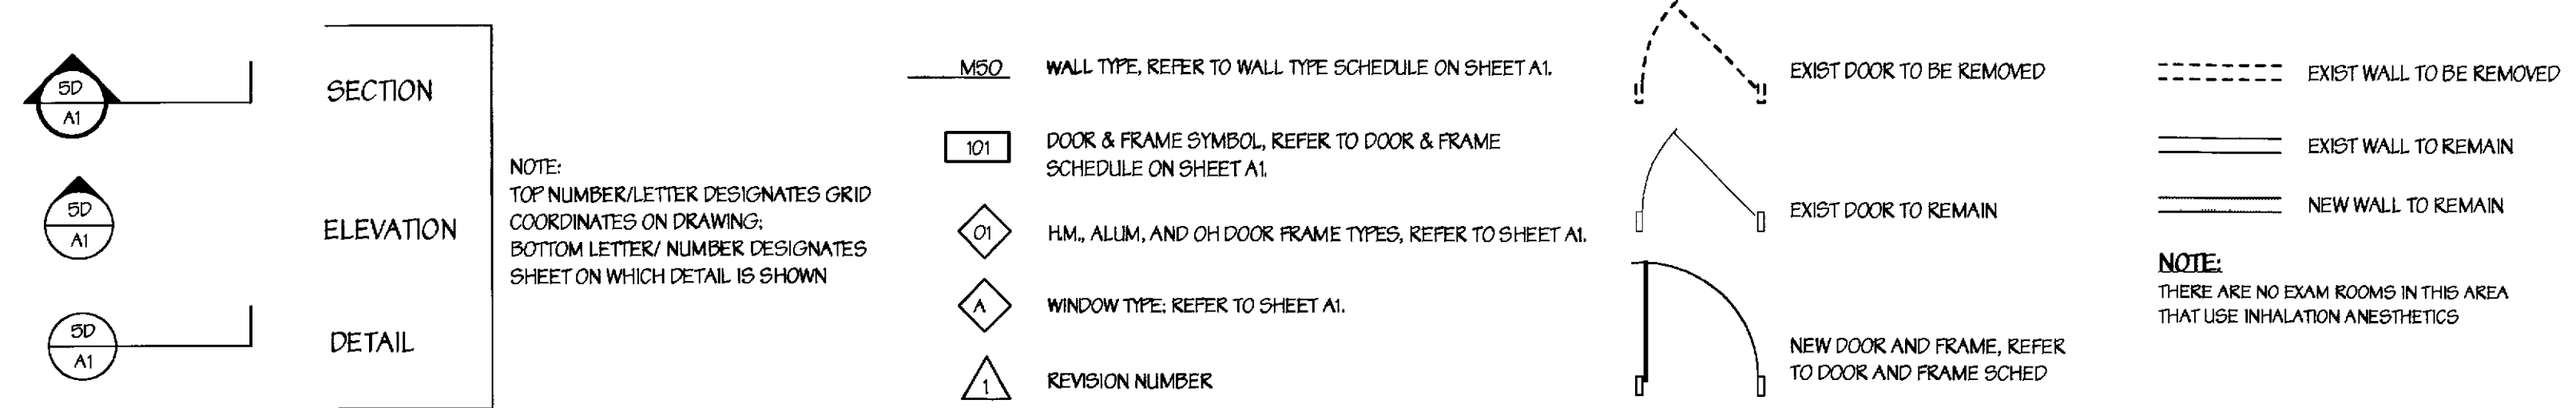 5D
A1
SECTION
5D
A1
ELEVATION
5D
A1
DETAIL
NOTE:
TOP NUMBER/LETTER DESIGNATES GRID
COORDINATES ON DRAWING;
BOTTOM LETTER/ NUMBER DESIGNATES
SHEET ON WHICH DETAIL IS SHOWN
M50 WALL TYPE, REFER TO WALL TYPE SCHEDULE ON SHEET A1.
101 DOOR & FRAME SYMBOL, REFER TO DOOR & FRAME
SCHEDULE ON SHEET A1.
01 H.M., ALUM, AND OH DOOR FRAME TYPES, REFER TO SHEET A1.
A WINDOW TYPE; REFER TO SHEET A1.
1 REVISION NUMBER
EXIST DOOR TO BE REMOVED
EXIST DOOR TO REMAIN
NEW DOOR AND FRAME, REFER
TO DOOR AND FRAME SCHED
EXIST WALL TO BE REMOVED
EXIST WALL TO REMAIN
NEW WALL TO REMAIN
NOTE:
THERE ARE NO EXAM ROOMS IN THIS AREA
THAT USE INHALATION ANESTHETICS